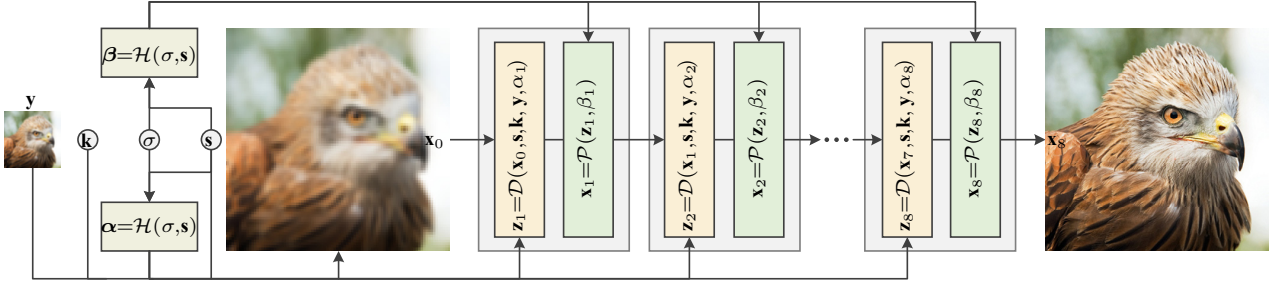 y
k
σ
s
β=H(σ,s)
α=H(σ,s)
x₀
z₁=D(x₀,s,k,y,α₁)
x₁=P(z₁,β₁)
z₂=D(x₁,s,k,y,α₂)
x₂=P(z₂,β₂)
•••
z₈=D(x₇,s,k,y,α₈)
x₈=P(z₈,β₈)
x₈